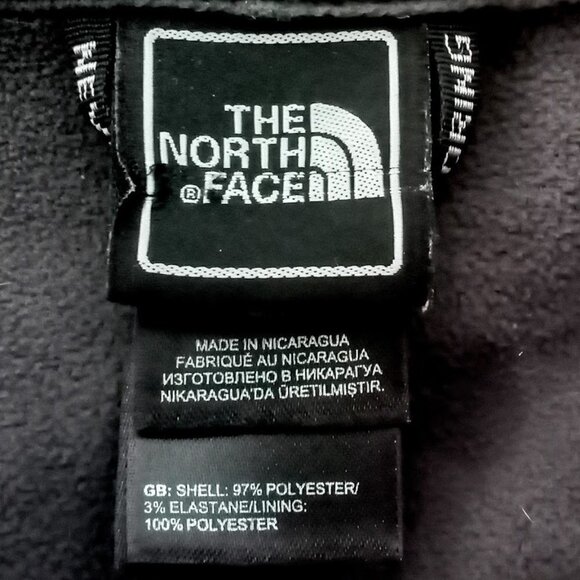 THE
NORTH
® FACE
MADE IN NICARAGUA
FABRIQUÉ AU NICARAGUA
ИЗГОТОВЛЕНО В НИКАРАГУА
NIKARAGUA'DA ÜRETILMIŞTIR.
GB: SHELL: 97% POLYESTER/
3% ELASTANE/LINING:
100% POLYESTER